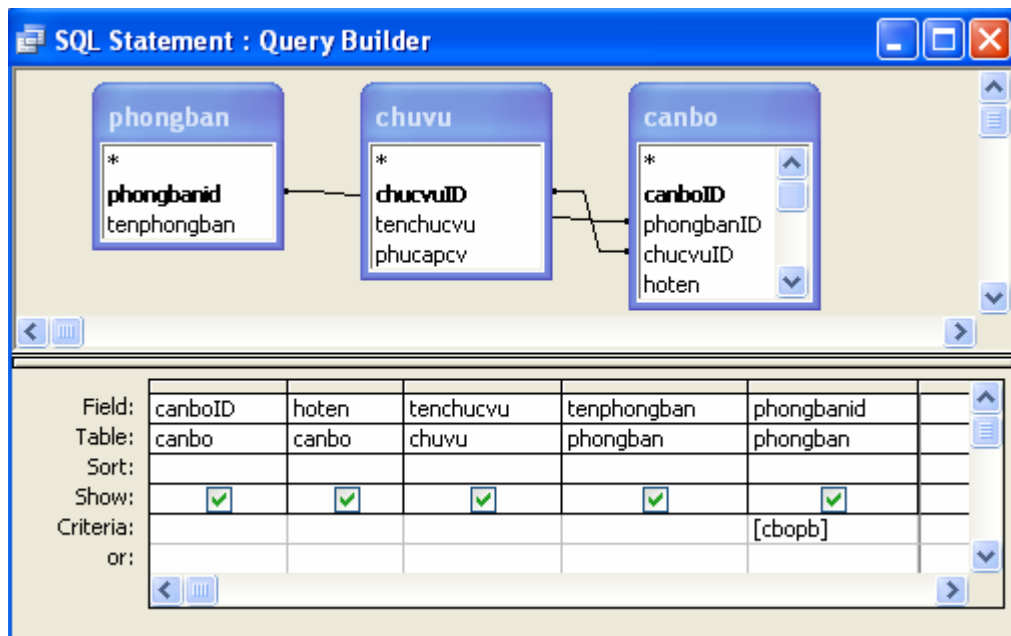 SQL Statement : Query Builder
phongban
*
phongbanid
tenphongban
chuvu
*
chucvuID
tenchucvu
phucapcv
canbo
*
canboID
phongbanID
chucvuID
hoten
Field: canboID hoten tenchucvu tenphongban phongbanid
Table: canbo canbo chuvu phongban phongban
Sort:
Show:
Criteria: [cbopb]
or: